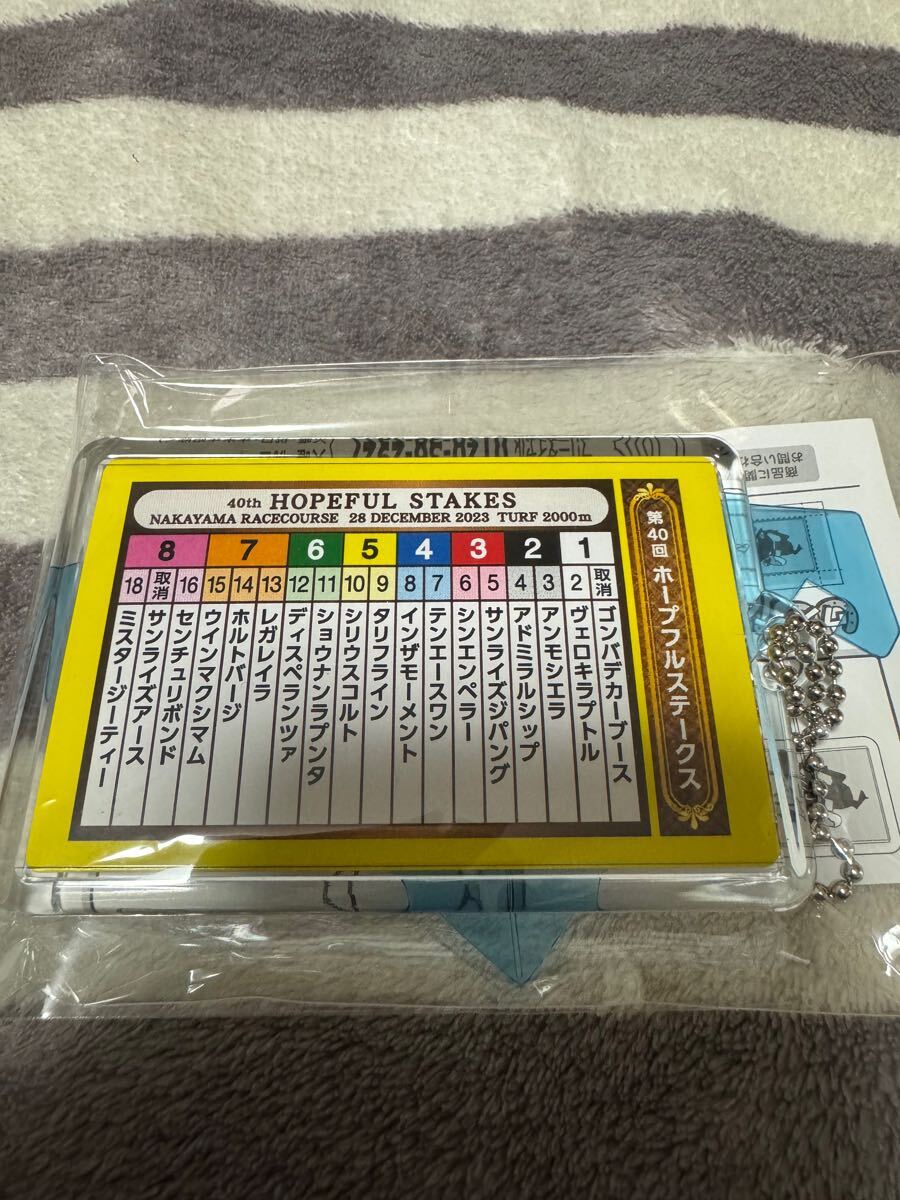 40th HOPEFUL STAKES
NAKAYAMA RACECOURSE 28 DECEMBER 2023 TURF 2000m
第40回 ホープフルステークス
8 7 6 5 4 3 2 1
18 取消 16 15 14 13 12 11 10 9 8 7 6 5 4 3 2 取消
ゴンバデカーブース
ヴェロキラプトル
アンモシエラ
アドミラルシップ
サンライズジパング
シンエンペラー
テンエースワン
インザモーメント
タリフライン
シリウスコルト
ショウナンラプンタ
ディスペランツァ
レガレイラ
ホルトバージ
ウインマクシマム
センチュリボンド
サンライズアース
ミスタージーティー
商品に関
お問い合わ